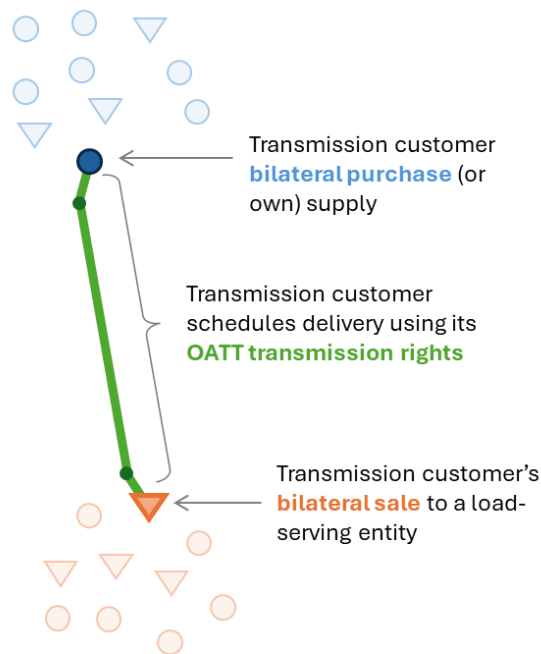 Transmission customer
bilateral purchase (or
own) supply
Transmission customer
schedules delivery using its
OATT transmission rights
Transmission customer’s
bilateral sale to a load-
serving entity